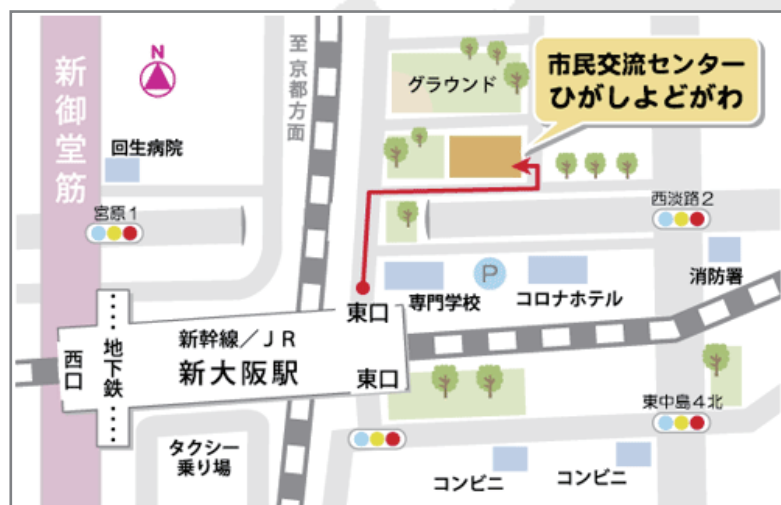 新御堂筋
N
至京都方面
グラウンド
市民交流センター
ひがしよどがわ
回生病院
宮原1
西淡路2
消防署
P
専門学校
コロナホテル
東口
新幹線/JR
新大阪駅
東口
西口
地下鉄
タクシー
乗り場
東中島4北
コンビニ
コンビニ